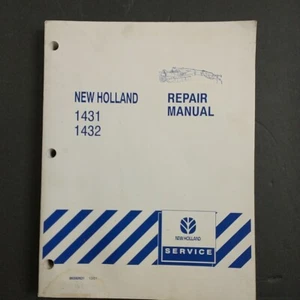 NEW HOLLAND
1431
1432
REPAIR
MANUAL
NEW HOLLAND
SERVICE